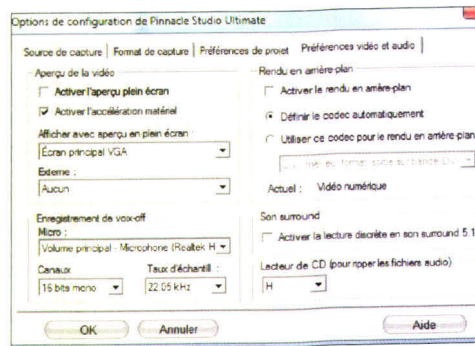 Options de configuration de Pinnacle Studio Ultimate
Source de capture | Format de capture | Préférences de projet | Préférences vidéo et audio
Aperçu de la vidéo
Activer l'aperçu plein écran
Activer l'accélération matériel
Afficher avec aperçu en plein écran :
Écran principal VGA
Externe :
Aucun
Rendu en arrière-plan
Activer le rendu en arrière-plan
Définir le codec automatiquement
Utiliser ce codec pour le rendu en arrière-plan
Actuel : Vidéo numérique
Enregistrement de voix-off
Micro :
Volume principal - Microphone (Realtek H
Canaux
16 bits mono
Taux d'échantill. :
22.05 kHz
Son surround
Activer la lecture discrète en son surround 5.1
Lecteur de CD (pour ripper les fichiers audio)
H
OK
Annuler
Aide